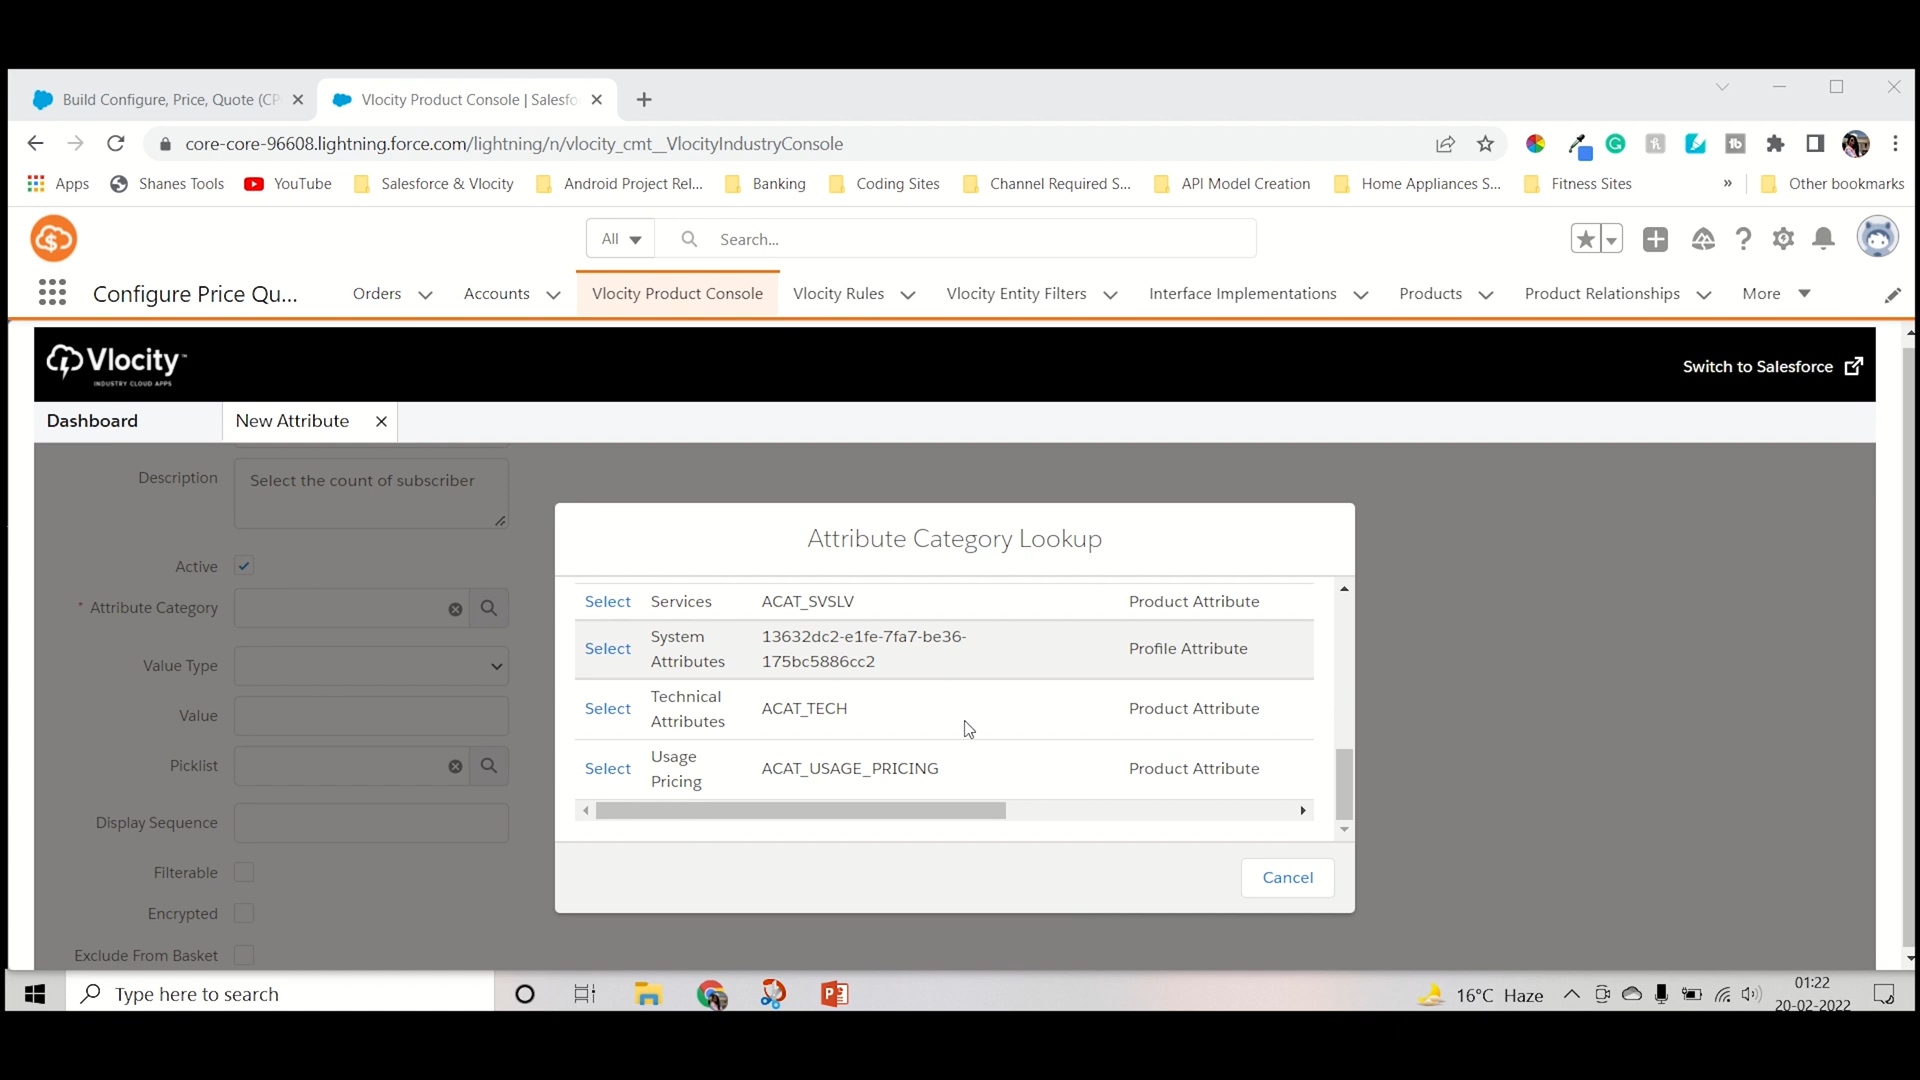 Build Configure, Price, Quote (CP
Vlocity Product Console | Salesfo
core-core-96608.lightning.force.com/lightning/n/vlocity_cmt__VlocityIndustryConsole
Apps
Shanes Tools
YouTube
Salesforce & Vlocity
Android Project Rel...
Banking
Coding Sites
Channel Required S...
API Model Creation
Home Appliances S...
Fitness Sites
»
Other bookmarks
All
Search...
Configure Price Qu...
Orders
Accounts
Vlocity Product Console
Vlocity Rules
Vlocity Entity Filters
Interface Implementations
Products
Product Relationships
More
Vlocity™
INDUSTRY CLOUD APPS
Switch to Salesforce
Dashboard
New Attribute
Description
Select the count of subscriber
Active
* Attribute Category
Value Type
Value
Picklist
Display Sequence
Filterable
Encrypted
Exclude From Basket
Attribute Category Lookup
Select Services ACAT_SVSLV Product Attribute
Select System Attributes 13632dc2-e1fe-7fa7-be36-175bc5886cc2 Profile Attribute
Select Technical Attributes ACAT_TECH Product Attribute
Select Usage Pricing ACAT_USAGE_PRICING Product Attribute
Cancel
Type here to search
16°C Haze
01:22
20-02-2022